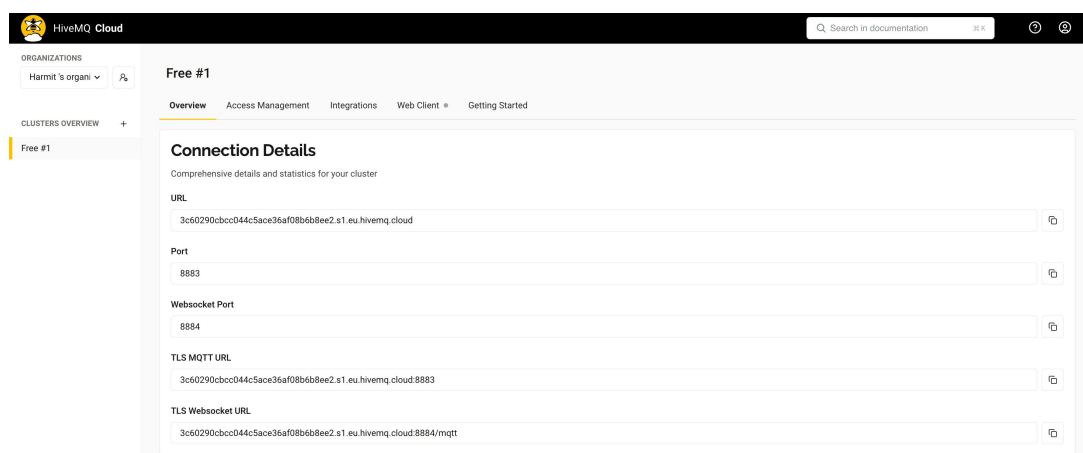 HiveMQ Cloud
Search in documentation ⌘ K
ORGANIZATIONS
Harmit 's organi
CLUSTERS OVERVIEW +
Free #1
Free #1
Overview Access Management Integrations Web Client Getting Started
Connection Details
Comprehensive details and statistics for your cluster
URL
3c60290cbcc044c5ace36af08b6b8ee2.s1.eu.hivemq.cloud
Port
8883
Websocket Port
8884
TLS MQTT URL
3c60290cbcc044c5ace36af08b6b8ee2.s1.eu.hivemq.cloud:8883
TLS Websocket URL
3c60290cbcc044c5ace36af08b6b8ee2.s1.eu.hivemq.cloud:8884/mqtt